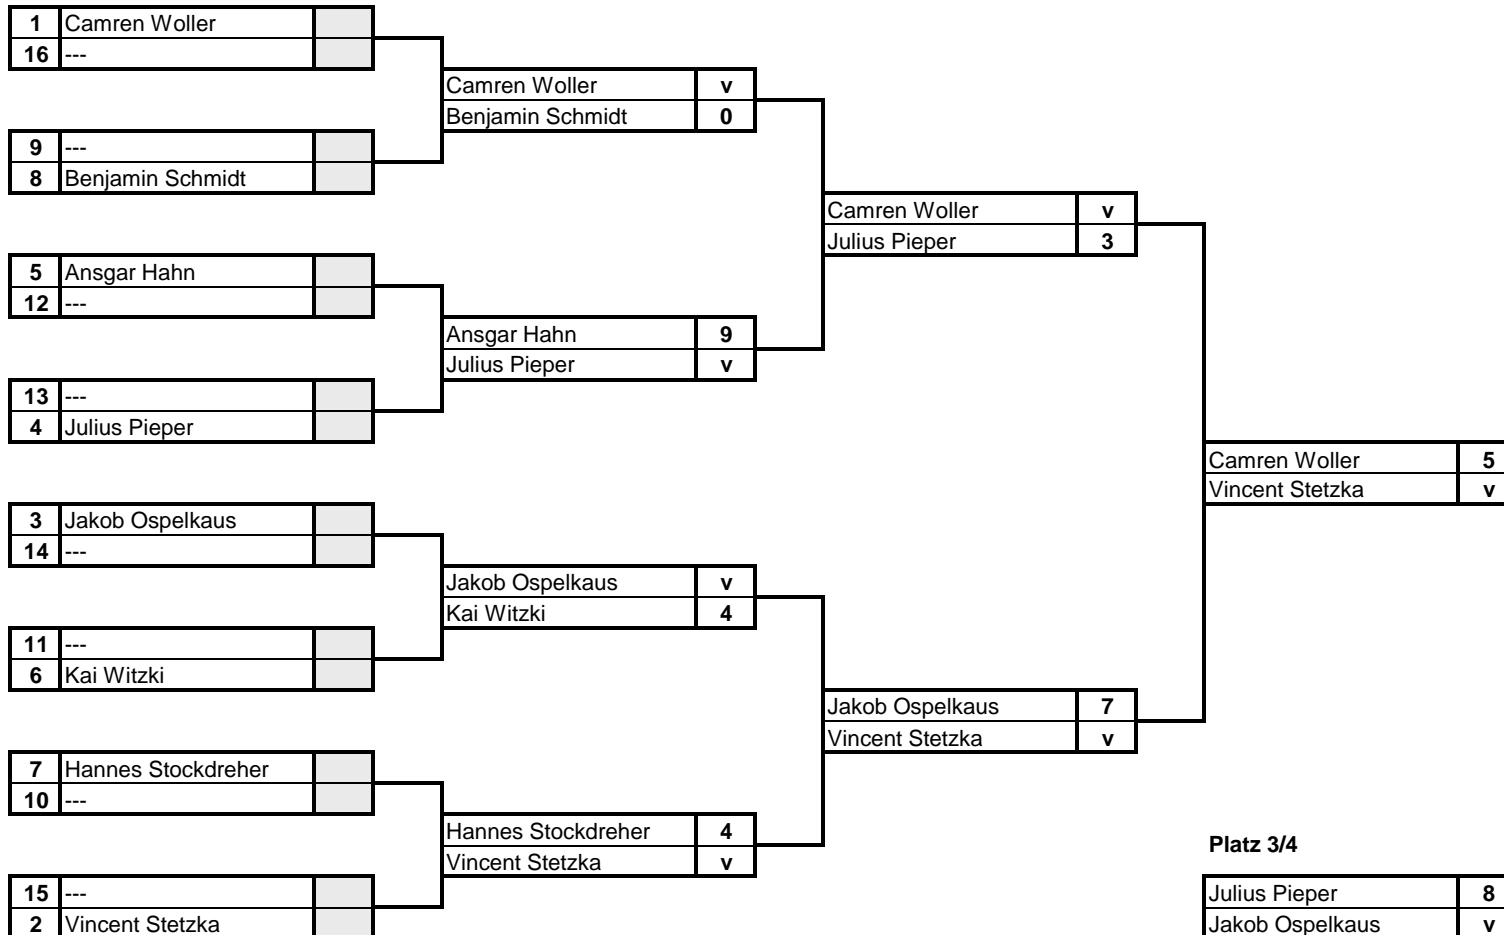 1 Camren Woller
16 ---
Camren Woller v
Benjamin Schmidt 0
9 ---
8 Benjamin Schmidt
Camren Woller v
Julius Pieper 3
5 Ansgar Hahn
12 ---
Ansgar Hahn 9
Julius Pieper v
13 ---
4 Julius Pieper
Camren Woller 5
Vincent Stetzka v
3 Jakob Ospelkaus
14 ---
Jakob Ospelkaus v
Kai Witzki 4
11 ---
6 Kai Witzki
Jakob Ospelkaus 7
Vincent Stetzka v
7 Hannes Stockdreher
10 ---
Hannes Stockdreher 4
Vincent Stetzka v
Platz 3/4
15 ---
2 Vincent Stetzka
Julius Pieper 8
Jakob Ospelkaus v